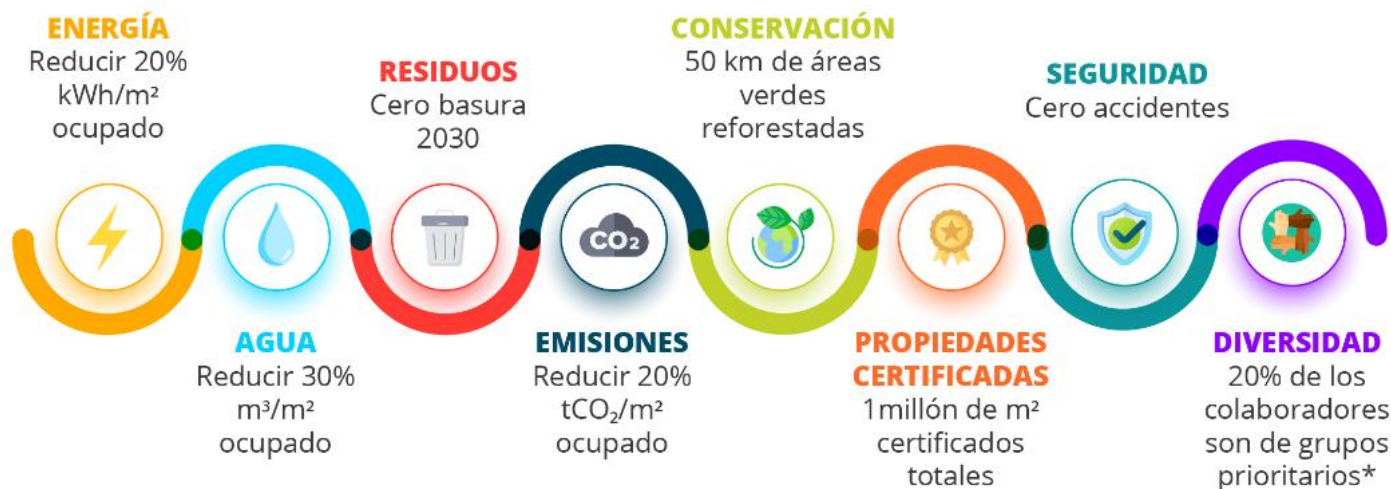 ENERGÍA
Reducir 20%
kWh/m²
ocupado
AGUA
Reducir 30%
m³/m²
ocupado
RESIDUOS
Cero basura
2030
CO₂
EMISIONES
Reducir 20%
tCO₂/m²
ocupado
CONSERVACIÓN
50 km de áreas
verdes
reforestadas
PROPIEDADES
CERTIFICADAS
1millón de m²
certificados
totales
SEGURIDAD
Cero accidentes
DIVERSIDAD
20% de los
colaboradores
son de grupos
prioritarios*